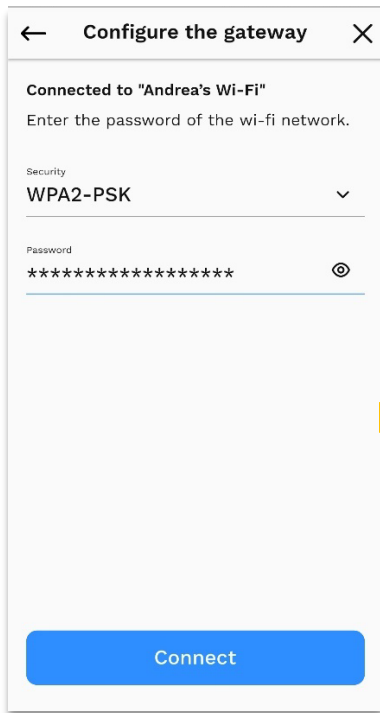 Configure the gateway
Connected to "Andrea’s Wi-Fi"
Enter the password of the wi-fi network.
Security
WPA2-PSK
Password
******************
Connect